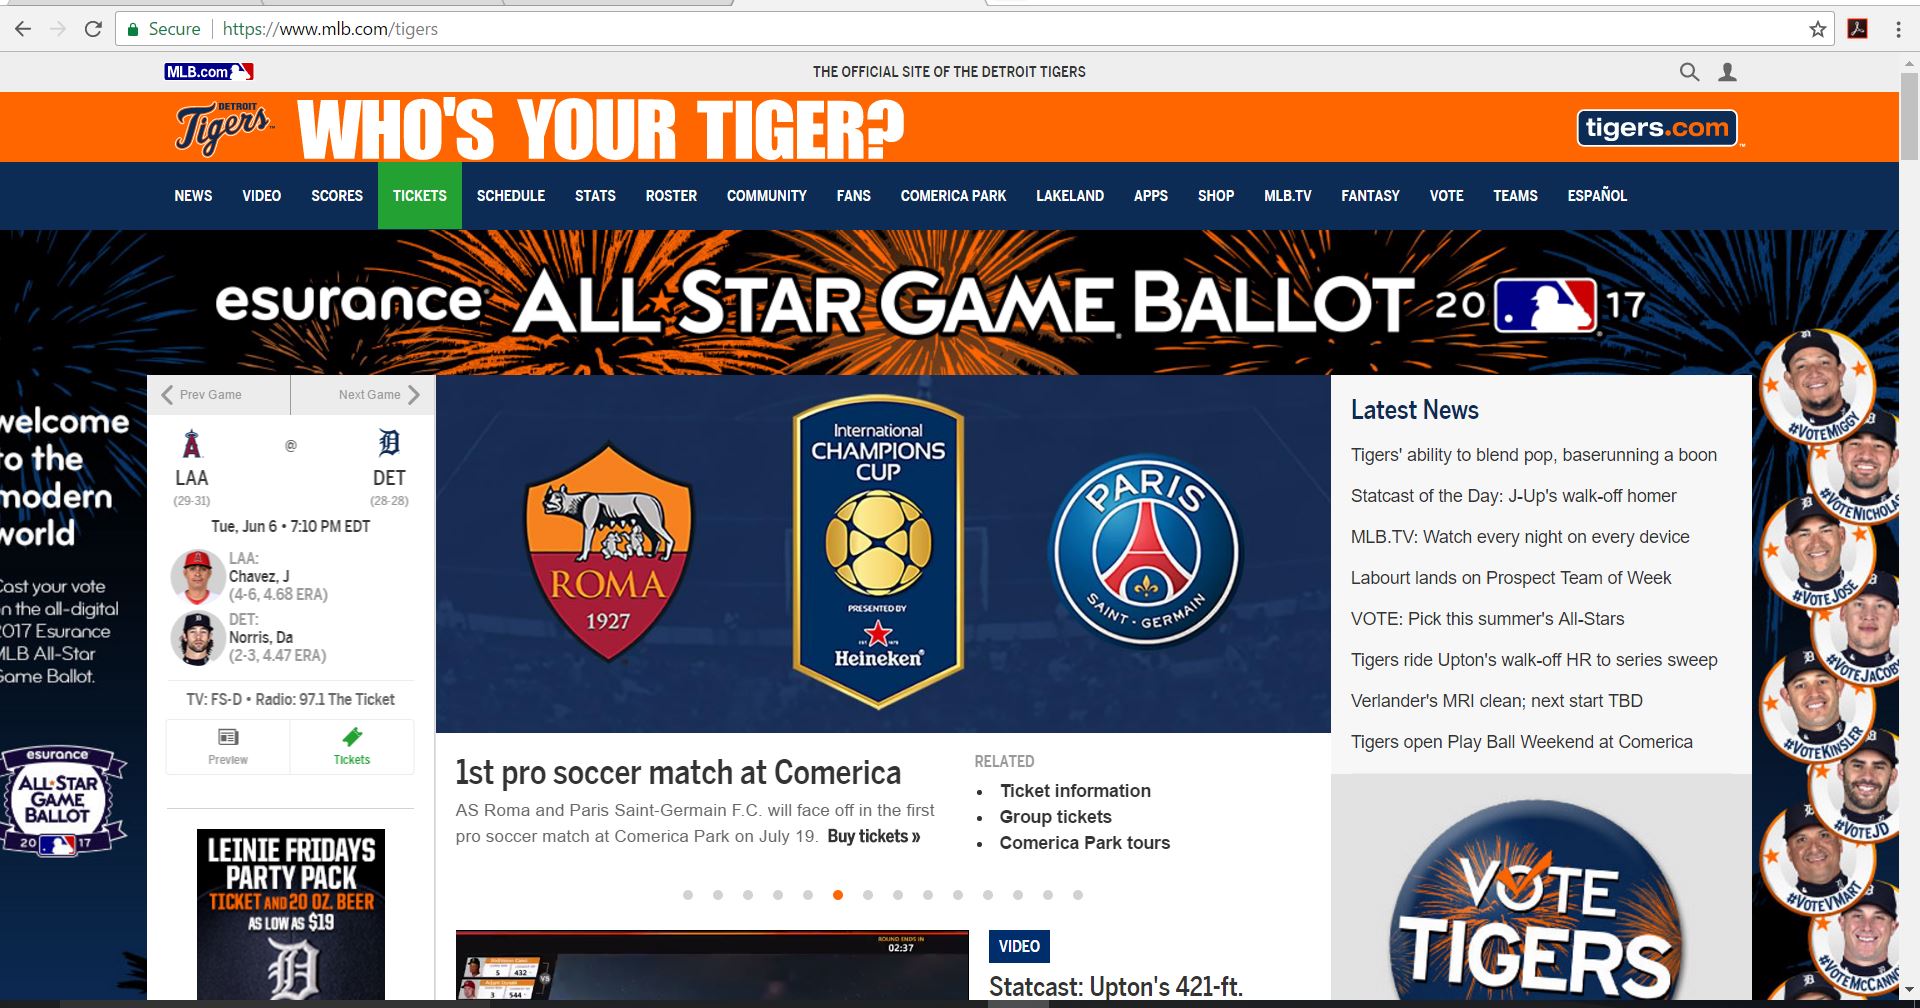 Secure
https://www.mlb.com/tigers
MLB.com
THE OFFICIAL SITE OF THE DETROIT TIGERS
DETROIT
Tigers
WHO'S YOUR TIGER?
tigers.com
NEWS VIDEO SCORES TICKETS SCHEDULE STATS ROSTER COMMUNITY FANS COMERICA PARK LAKELAND APPS SHOP MLB.TV FANTASY VOTE TEAMS ESPAÑOL
esurance ALL STAR GAME BALLOT 20 17
welcome
to the
modern
world
Cast your vote
in the all-digital
2017 Esurance
MLB All-Star
Game Ballot.
esurance
ALL STAR
GAME
BALLOT
20 17
Prev Game Next Game
A @ D
LAA DET
(29-31) (28-28)
Tue, Jun 6 • 7:10 PM EDT
LAA:
Chavez, J
(4-6, 4.68 ERA)
DET:
Norris, Da
(2-3, 4.47 ERA)
TV: FS-D • Radio: 97.1 The Ticket
Preview Tickets
LEINIE FRIDAYS
PARTY PACK
TICKET AND 20 OZ. BEER
AS LOW AS $19
D
ROMA
1927
International
CHAMPIONS
CUP
PRESENTED BY
Heineken
PARIS
SAINT-GERMAIN
1st pro soccer match at Comerica
AS Roma and Paris Saint-Germain F.C. will face off in the first
pro soccer match at Comerica Park on July 19. Buy tickets »
RELATED
• Ticket information
• Group tickets
• Comerica Park tours
ROUND ENDS IN
02:37
5 432
VS
3 544
VIDEO
Statcast: Upton's 421-ft.
Latest News
Tigers' ability to blend pop, baserunning a boon
Statcast of the Day: J-Up's walk-off homer
MLB.TV: Watch every night on every device
Labourt lands on Prospect Team of Week
VOTE: Pick this summer's All-Stars
Tigers ride Upton's walk-off HR to series sweep
Verlander's MRI clean; next start TBD
Tigers open Play Ball Weekend at Comerica
VOTE
TIGERS
#VOTEMIGGY
#VOTENICHOLAS
#VOTEJOSE
#VOTEJACOBY
#VOTEKINSLER
#VOTEJD
#VOTEVMART
#VOTEMCCANN